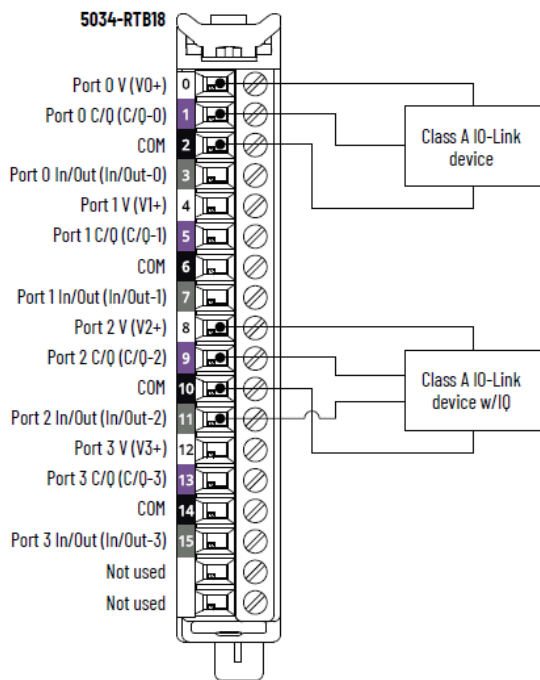 5034-RTB18
Port 0 V (V0+) 0
Port 0 C/Q (C/Q-0) 1
COM 2
Port 0 In/Out (In/Out-0) 3
Port 1 V (V1+) 4
Port 1 C/Q (C/Q-1) 5
COM 6
Port 1 In/Out (In/Out-1) 7
Port 2 V (V2+) 8
Port 2 C/Q (C/Q-2) 9
COM 10
Port 2 In/Out (In/Out-2) 11
Port 3 V (V3+) 12
Port 3 C/Q (C/Q-3) 13
COM 14
Port 3 In/Out (In/Out-3) 15
Not used
Not used
Class A IO-Link
device
Class A IO-Link
device w/IQ